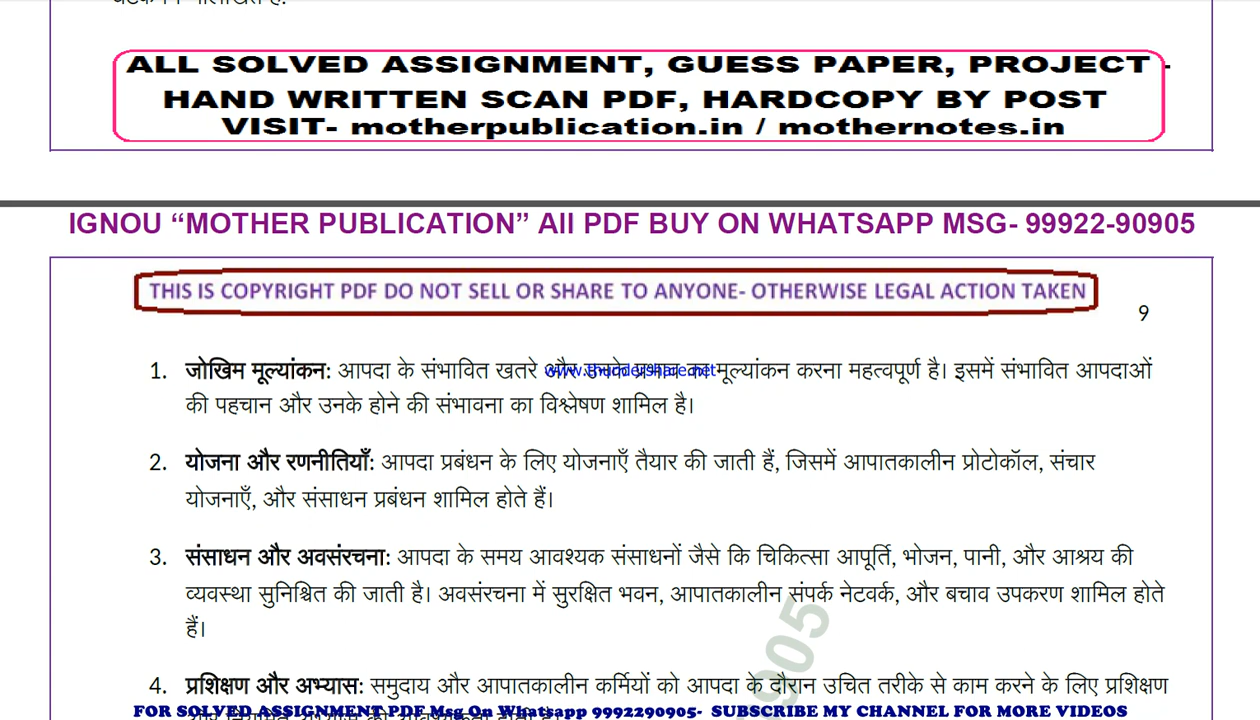 ALL SOLVED ASSIGNMENT, GUESS PAPER, PROJECT -
HAND WRITTEN SCAN PDF, HARDCOPY BY POST
VISIT- motherpublication.in / mothernotes.in
IGNOU “MOTHER PUBLICATION” All PDF BUY ON WHATSAPP MSG- 99922-90905
THIS IS COPYRIGHT PDF DO NOT SELL OR SHARE TO ANYONE- OTHERWISE LEGAL ACTION TAKEN
9
1. जोखिम मूल्यांकन: आपदा के संभावित खतरे और उनके प्रभाव का मूल्यांकन करना महत्वपूर्ण है। इसमें संभावित आपदाओं
www.thundershare.net
की पहचान और उनके होने की संभावना का विश्लेषण शामिल है।
2. योजना और रणनीतियाँ: आपदा प्रबंधन के लिए योजनाएँ तैयार की जाती हैं, जिसमें आपातकालीन प्रोटोकॉल, संचार
योजनाएँ, और संसाधन प्रबंधन शामिल होते हैं।
3. संसाधन और अवसंरचना: आपदा के समय आवश्यक संसाधनों जैसे कि चिकित्सा आपूर्ति, भोजन, पानी, और आश्रय की
व्यवस्था सुनिश्चित की जाती है। अवसंरचना में सुरक्षित भवन, आपातकालीन संपर्क नेटवर्क, और बचाव उपकरण शामिल होते
हैं।
4. प्रशिक्षण और अभ्यास: समुदाय और आपातकालीन कर्मियों को आपदा के दौरान उचित तरीके से काम करने के लिए प्रशिक्षण
FOR SOLVED ASSIGNMENT PDF Msg On Whatsapp 9992290905- SUBSCRIBE MY CHANNEL FOR MORE VIDEOS